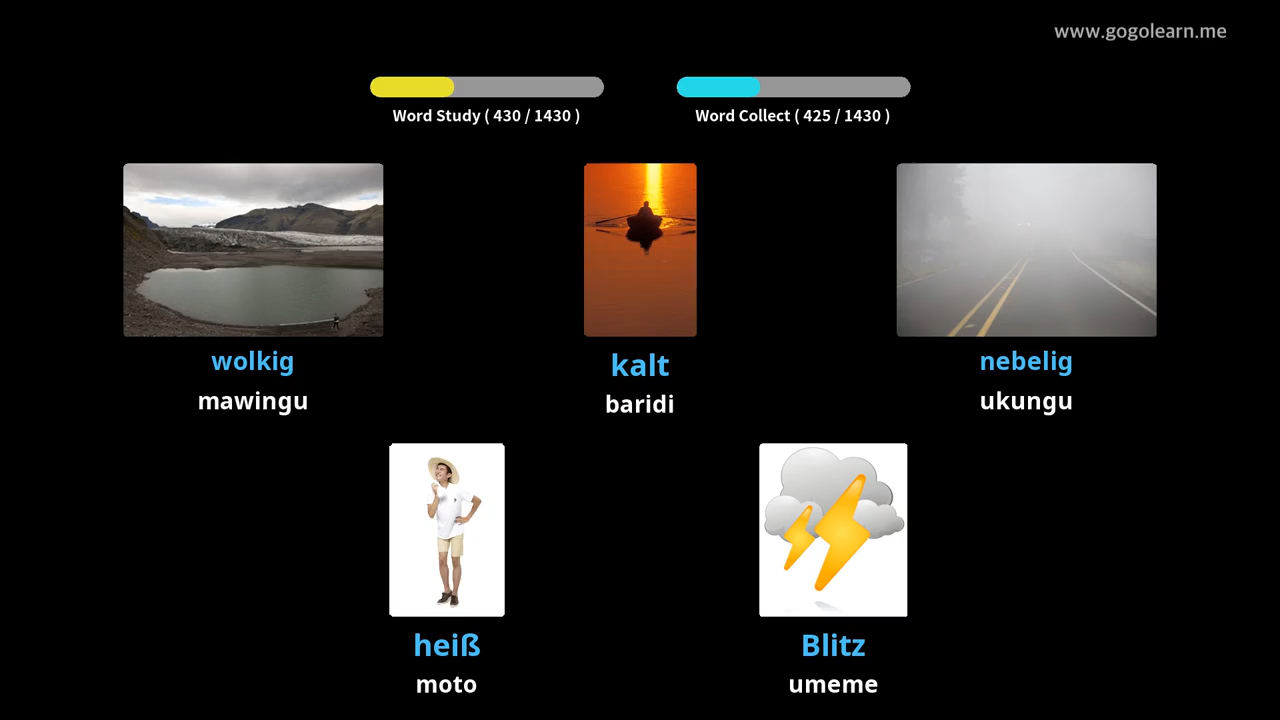 www.gogolearn.me
Word Study ( 430 / 1430 )
Word Collect ( 425 / 1430 )
wolkig
mawingu
kalt
baridi
nebelig
ukungu
heiß
moto
Blitz
umeme